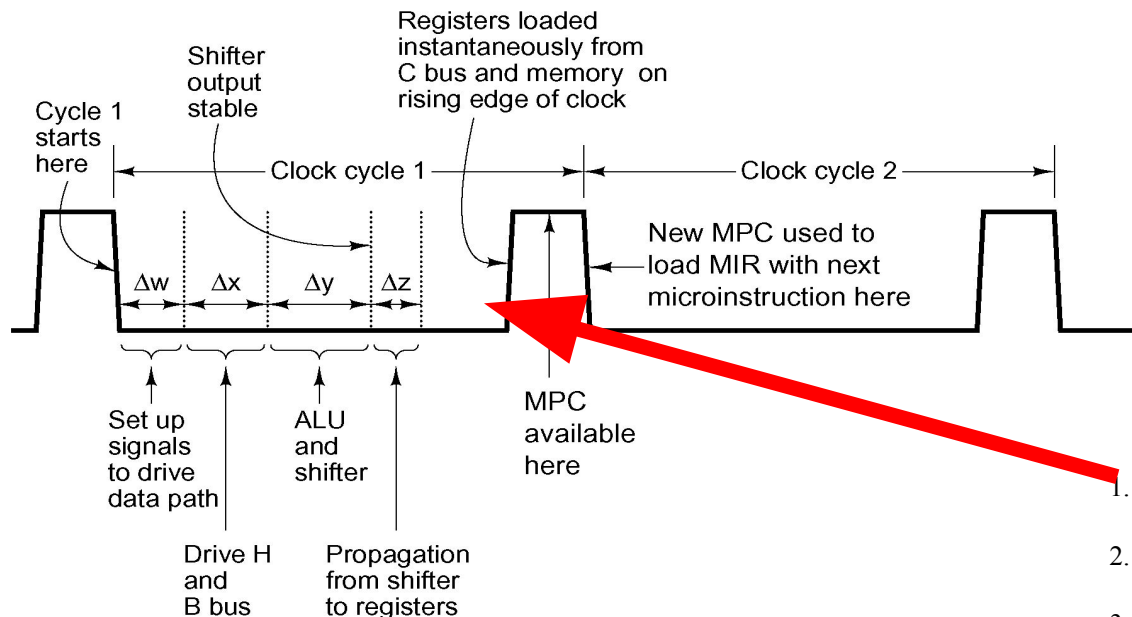 Registers loaded
instantaneously from
C bus and memory on
rising edge of clock
Shifter
output
stable
Cycle 1
starts
here
Clock cycle 1
Clock cycle 2
New MPC used to
load MIR with next
microinstruction here
Δw
Δx
Δy
Δz
Set up
signals
to drive
data path
ALU
and
shifter
MPC
available
here
Drive H
and
B bus
Propagation
from shifter
to registers
1.
2.